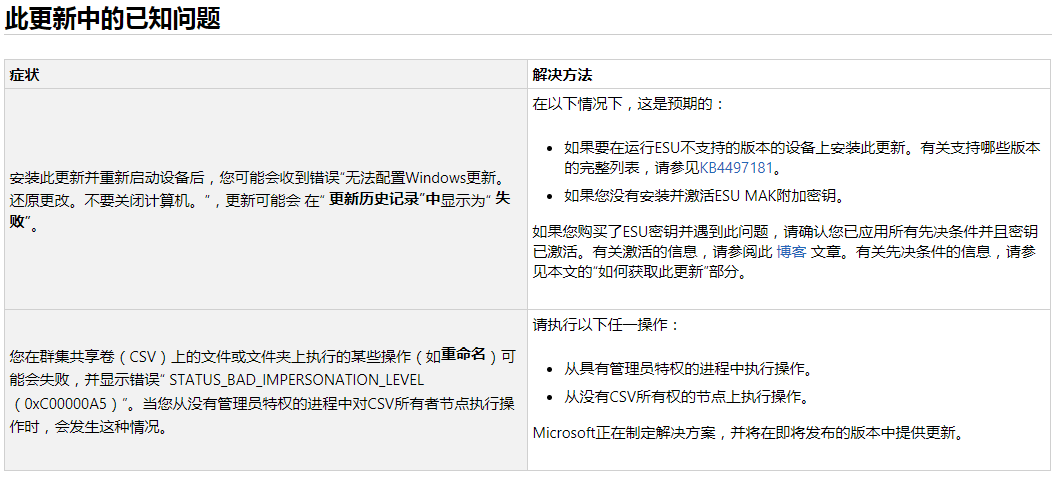 此更新中的已知问题
症状
解决方法
安装此更新并重新启动设备后，您可能会收到错误“无法配置Windows更新。
还原更改。不要关闭计算机。”，更新可能会 在“ 更新历史记录”中显示为“ 失
败”。
在以下情况下，这是预期的：
• 如果要在运行ESU不支持的版本的设备上安装此更新。有关支持哪些版本
的完整列表，请参见KB4497181。
• 如果您没有安装并激活ESU MAK附加密钥。
如果您购买了ESU密钥并遇到此问题，请确认您已应用所有先决条件并且密钥
已激活。有关激活的信息，请参阅此 博客 文章。有关先决条件的信息，请参
见本文的“如何获取此更新”部分。
您在群集共享卷（CSV）上的文件或文件夹上执行的某些操作（如重命名）可
能会失败，并显示错误“ STATUS_BAD_IMPERSONATION_LEVEL
（0xC00000A5）”。当您从没有管理员特权的进程中对CSV所有者节点执行操
作时，会发生这种情况。
请执行以下任一操作：
• 从具有管理员特权的进程中执行操作。
• 从没有CSV所有权的节点上执行操作。
Microsoft正在制定解决方案，并将在即将发布的版本中提供更新。